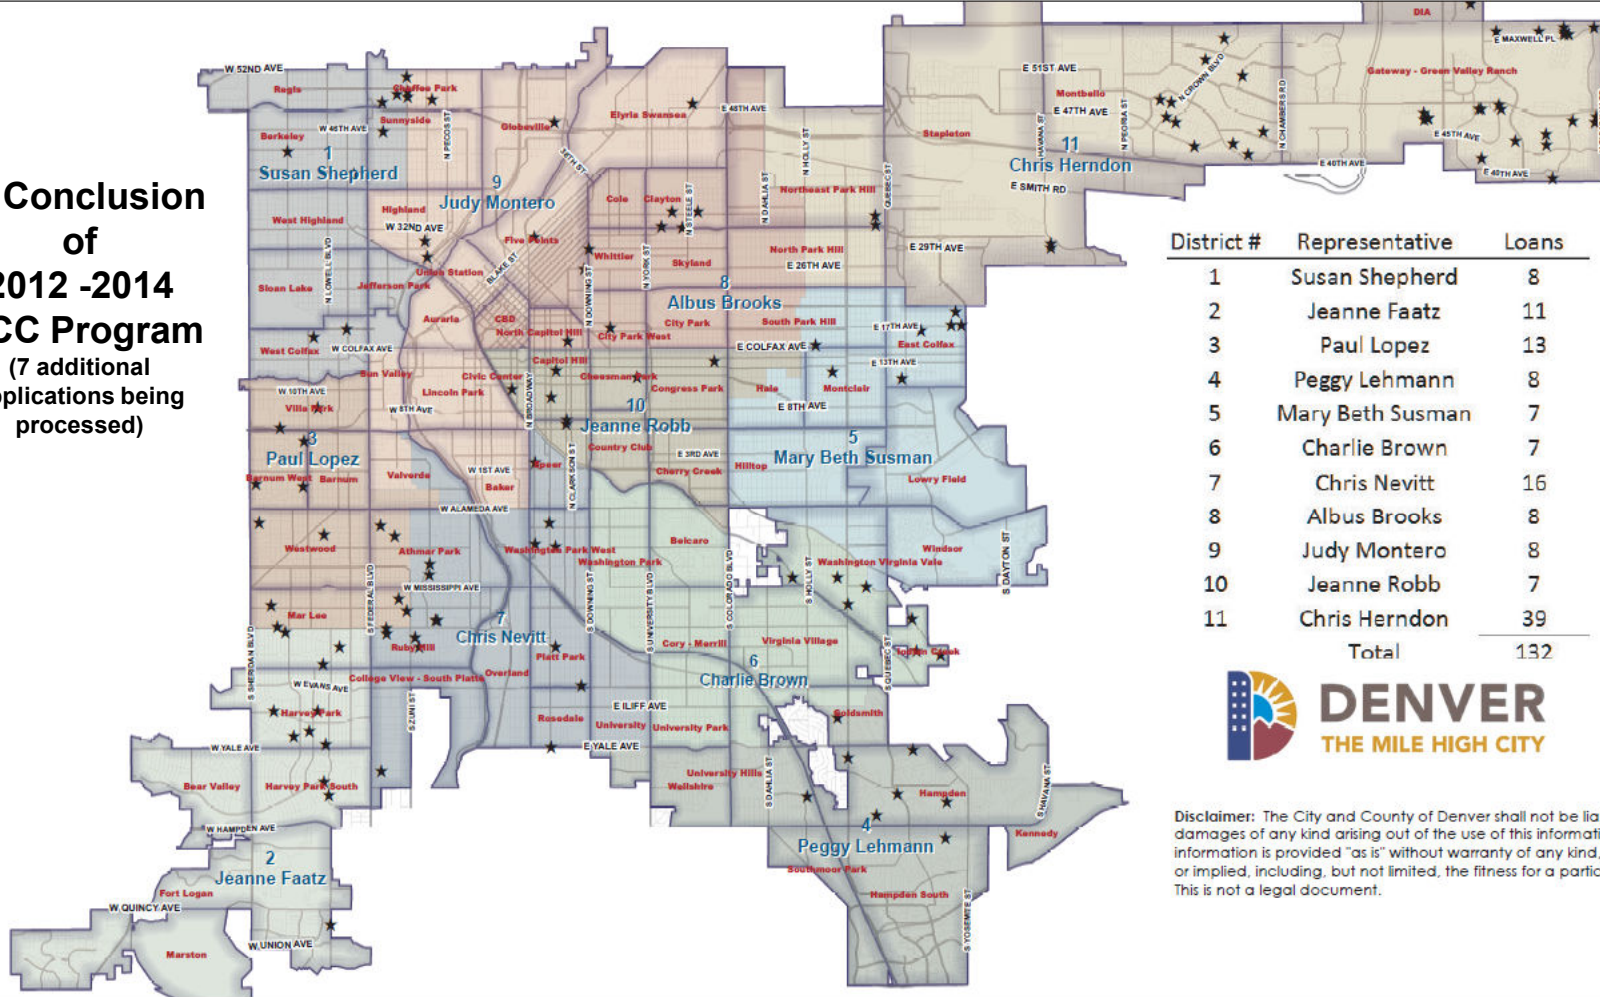 Conclusion
of
2012 -2014
CC Program
(7 additional
applications being
processed)
W 52ND AVE
Regis
Chaffee Park
Sunnyside
W 46TH AVE
Berkeley
1
Susan Shepherd
N PECOS ST
Globeville
Elyria Swansea
E 48TH AVE
38TH ST
9
Judy Montero
Highland
W 32ND AVE
West Highland
Sloan Lake
N LOWELL BLVD
Jefferson Park
Union Station
Five Points
BLAKE ST
Cole
Clayton
N STEELE ST
Whittier
Skyland
N YORK ST
N DOWNING ST
8
Albus Brooks
City Park
City Park West
North Capitol Hill
CBD
Auraria
N DAHLIA ST
N HOLLY ST
Northeast Park Hill
North Park Hill
E 26TH AVE
South Park Hill
QUEBEC ST
Stapleton
E 29TH AVE
E SMITH RD
11
Chris Herndon
E 51ST AVE
Montbello
E 47TH AVE
HAVANA ST
N PEORIA ST
N CROWN BLVD
N CHAMBERS RD
DIA
E MAXWELL PL
Gateway - Green Valley Ranch
E 45TH AVE
E 40TH AVE
E 40TH AVE
West Colfax
W COLFAX AVE
Sun Valley
W 10TH AVE
Villa Park
W 8TH AVE
Lincoln Park
Civic Center
Capitol Hill
Cheesman Park
Congress Park
N BROADWAY
10
Jeanne Robb
Country Club
E 3RD AVE
Cherry Creek
E COLFAX AVE
E 17TH AVE
East Colfax
E 13TH AVE
Hale
Montclair
E 8TH AVE
5
Mary Beth Susman
Hilltop
Lowry Field
3
Paul Lopez
Barnum West
Barnum
Valverde
W 1ST AVE
Baker
Speer
N CLARKSON ST
W ALAMEDA AVE
Westwood
Athmar Park
W MISSISSIPPI AVE
S FEDERAL BLVD
Mar Lee
S SHERIDAN BLVD
Washington Park West
Washington Park
Belcaro
S DOWNING ST
S UNIVERSITY BLVD
S COLORADO BLVD
S HOLLY ST
Washington Virginia Vale
Windsor
S DAYTON ST
7
Chris Nevitt
Ruby Hill
Platt Park
Overland
College View - South Platte
W EVANS AVE
Harvey Park
S ZUNI ST
Rosedale
University
University Park
E ILIFF AVE
E YALE AVE
Cory - Merrill
Virginia Village
6
Charlie Brown
S QUEBEC ST
Indian Creek
Goldsmith
W YALE AVE
Bear Valley
Harvey Park South
W HAMPDEN AVE
2
Jeanne Faatz
Fort Logan
W QUINCY AVE
W UNION AVE
Marston
University Hills
Wellshire
S DAHLIA ST
Hampden
4
Peggy Lehmann
Southmoor Park
Hampden South
S YOSEMITE ST
Kennedy
S HAVANA ST
District # Representative Loans
1 Susan Shepherd 8
2 Jeanne Faatz 11
3 Paul Lopez 13
4 Peggy Lehmann 8
5 Mary Beth Susman 7
6 Charlie Brown 7
7 Chris Nevitt 16
8 Albus Brooks 8
9 Judy Montero 8
10 Jeanne Robb 7
11 Chris Herndon 39
Total 132
DENVER
THE MILE HIGH CITY
Disclaimer: The City and County of Denver shall not be lia
damages of any kind arising out of the use of this informati
information is provided "as is" without warranty of any kind,
or implied, including, but not limited, the fitness for a partic
This is not a legal document.